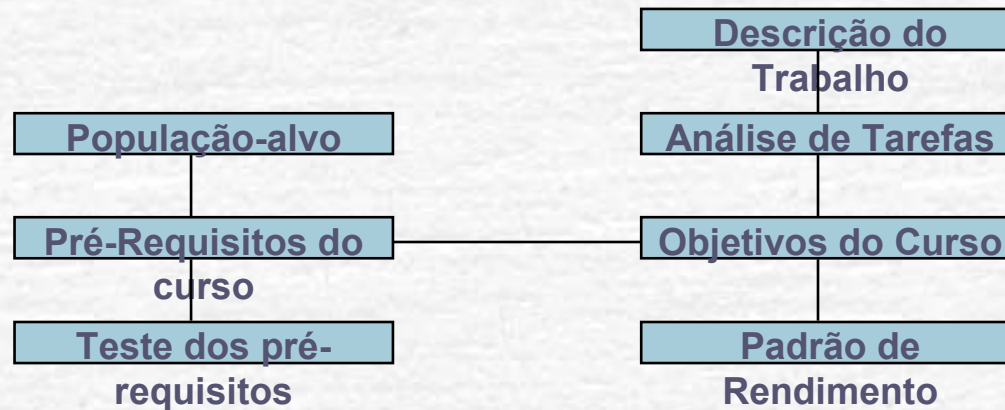 Descrição do
Trabalho
População-alvo
Análise de Tarefas
Pré-Requisitos do
curso
Objetivos do Curso
Teste dos pré-
requisitos
Padrão de
Rendimento